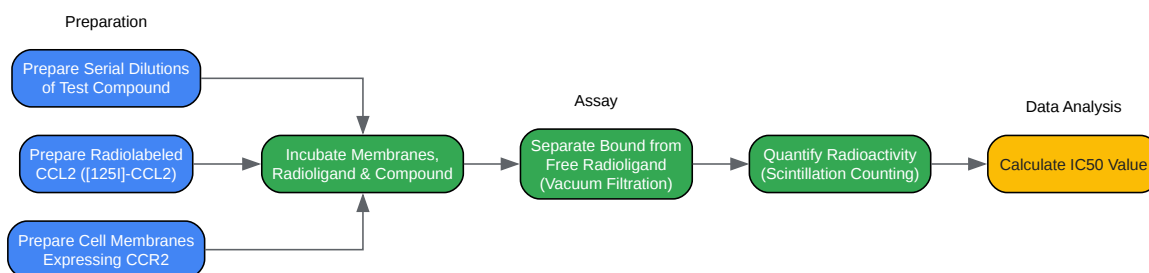 Preparation
Prepare Serial Dilutions
of Test Compound
Prepare Radiolabeled
CCL2 ([125I]-CCL2)
Prepare Cell Membranes
Expressing CCR2
Incubate Membranes,
Radioligand & Compound
Assay
Separate Bound from
Free Radioligand
(Vacuum Filtration)
Quantify Radioactivity
(Scintillation Counting)
Data Analysis
Calculate IC50 Value